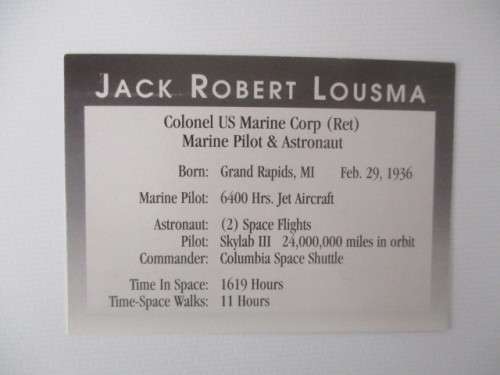 JACK ROBERT LOUSMA
Colonel US Marine Corp (Ret)
Marine Pilot & Astronaut
Born: Grand Rapids, MI Feb. 29, 1936
Marine Pilot: 6400 Hrs. Jet Aircraft
Astronaut: (2) Space Flights
Pilot: Skylab III 24,000,000 miles in orbit
Commander: Columbia Space Shuttle
Time In Space: 1619 Hours
Time-Space Walks: 11 Hours